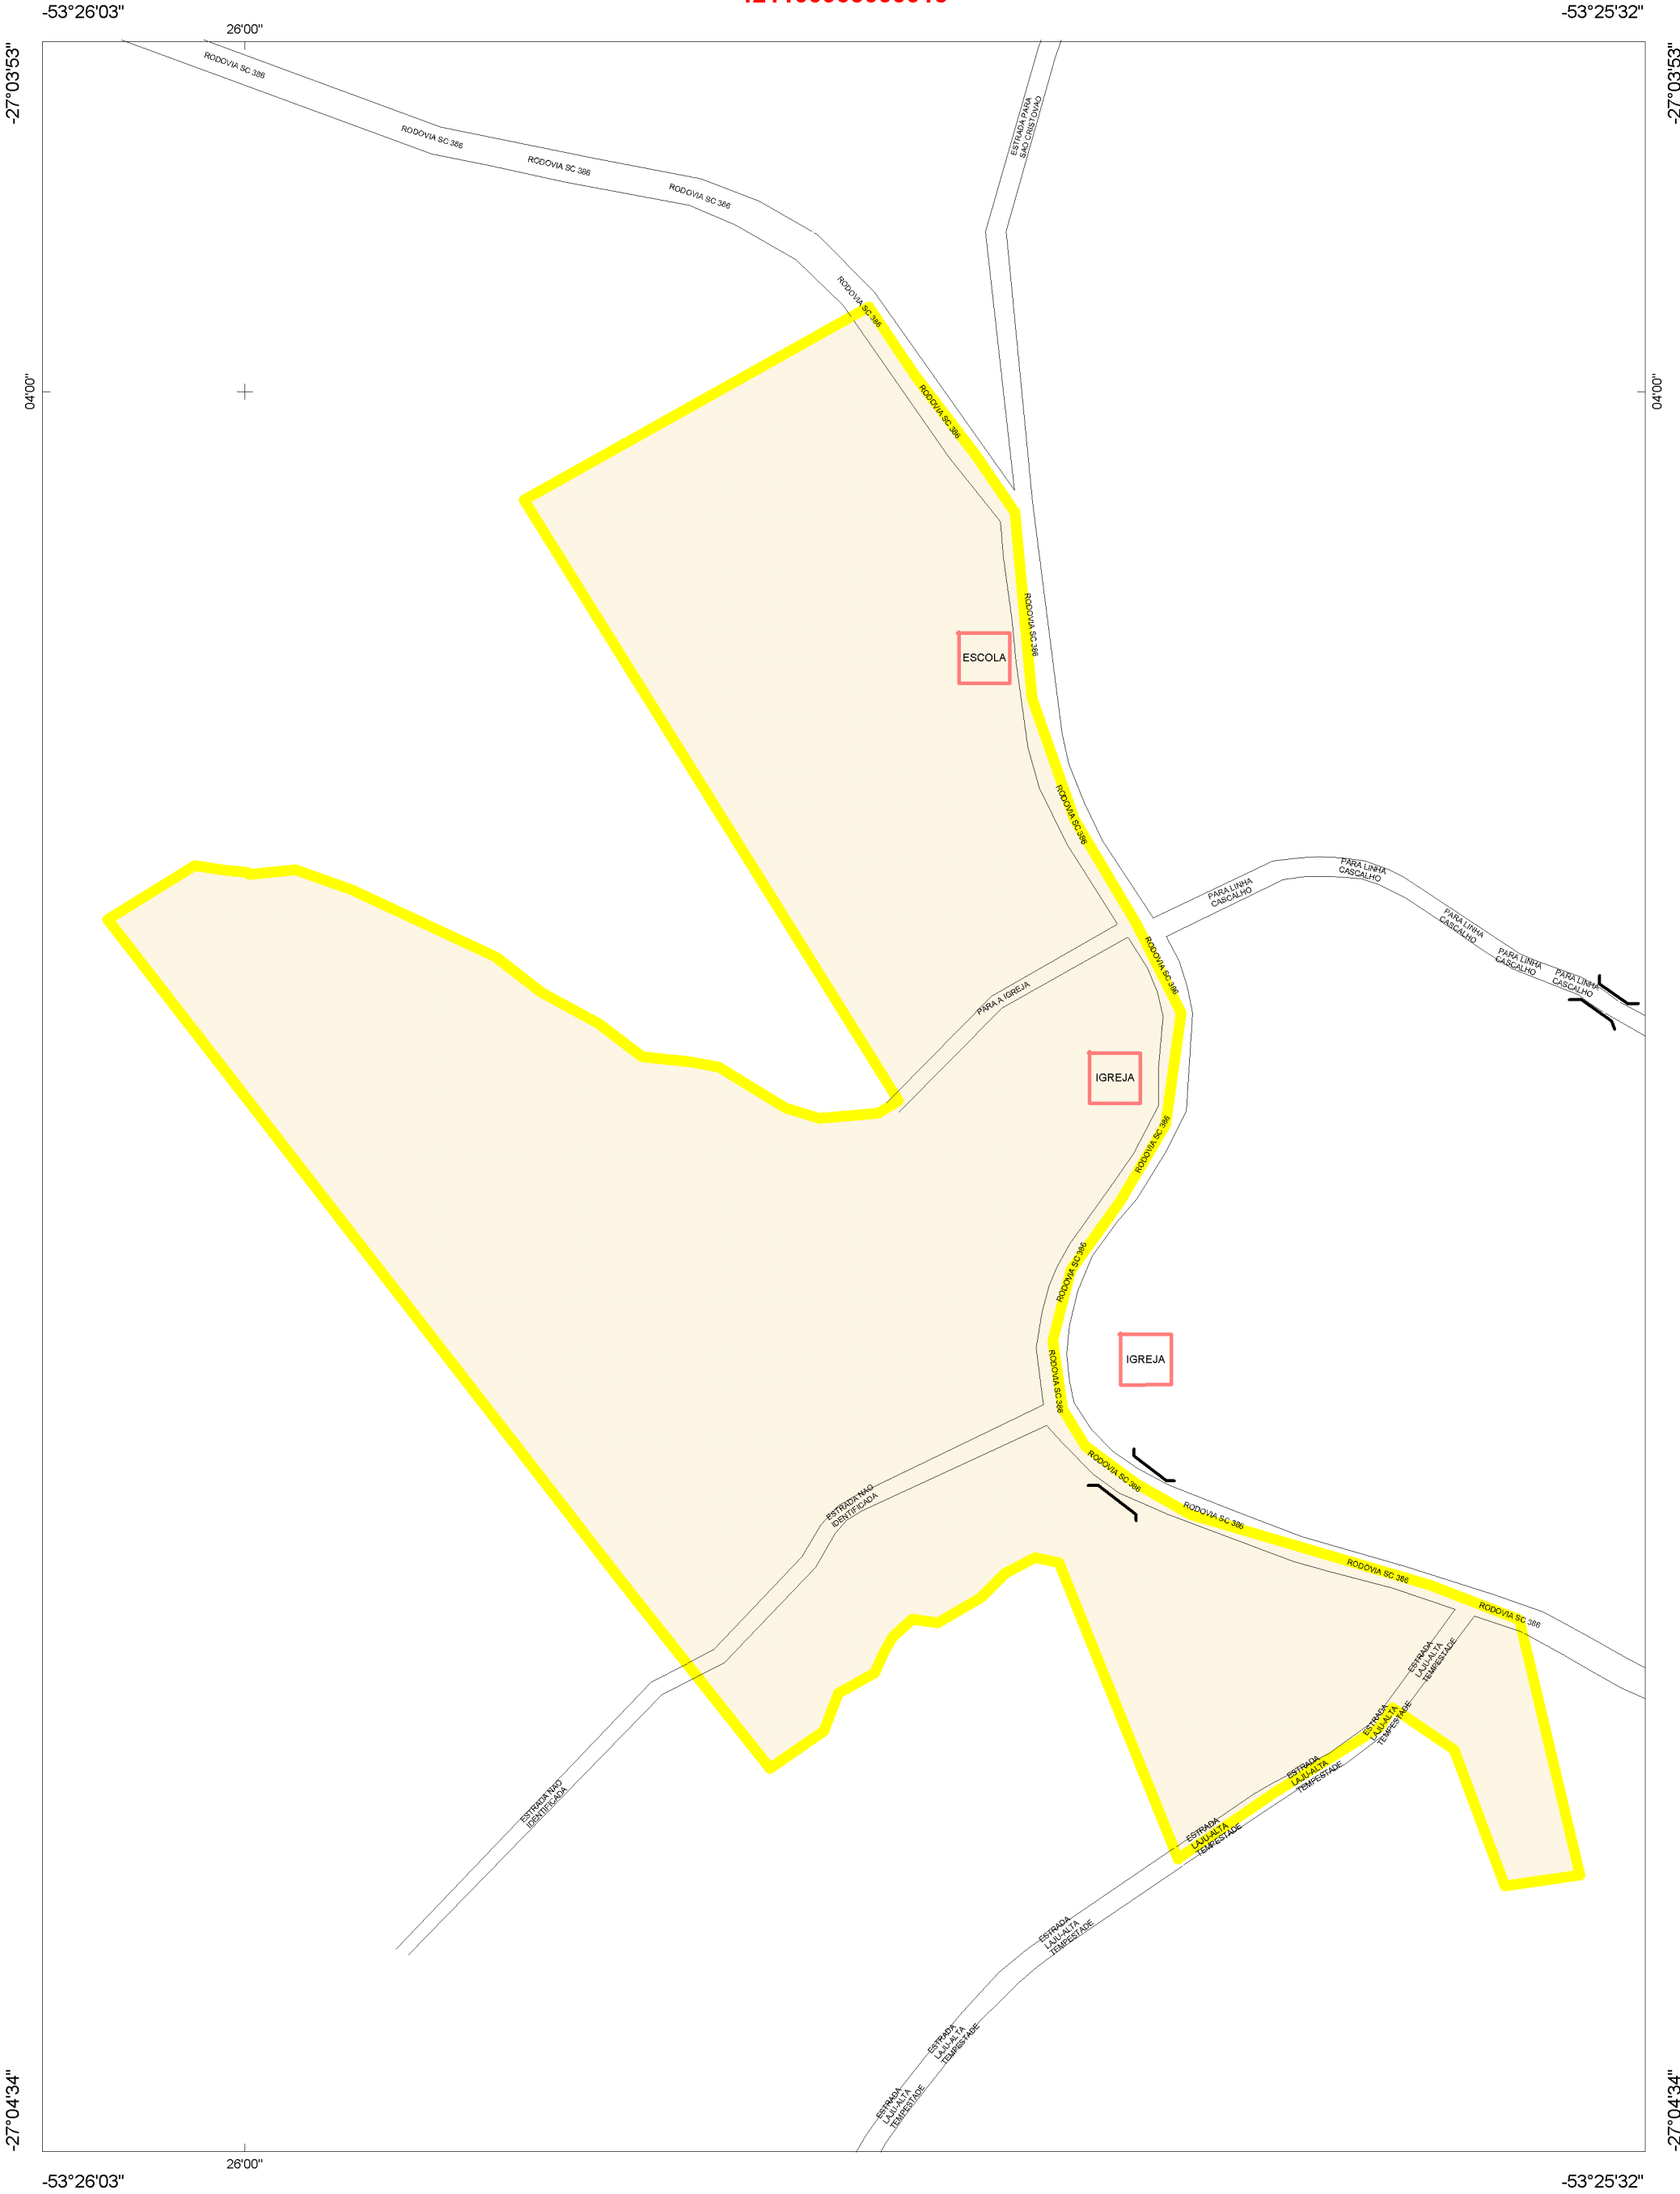 -53°26'03"
-53°25'32"
26'00"
-27°03'53"
-27°03'53"
RODOVIA SC 386
ESTRADA PARA
SAO CRISTOVAO
RODOVIA SC 386
RODOVIA SC 386
RODOVIA SC 386
RODOVIA SC 386
04'00"
04'00"
RODOVIA SC 386
RODOVIA SC 386
ESCOLA
RODOVIA SC 386
PARA LINHA
CASCALHO
PARA LINHA
CASCALHO
PARA LINHA
CASCALHO
PARA LINHA
CASCALHO
PARA LINHA
CASCALHO
RODOVIA SC 386
PARA A IGREJA
IGREJA
RODOVIA SC 386
RODOVIA SC 386
IGREJA
RODOVIA SC 386
RODOVIA SC 386
ESTRADA NAO
IDENTIFICADA
RODOVIA SC 386
RODOVIA SC 386
RODOVIA SC 386
ESTRADA
LAJU-ALTA
TEMPESTADE
ESTRADA
LAJU-ALTA
TEMPESTADE
ESTRADA
LAJU-ALTA
TEMPESTADE
ESTRADA NAO
IDENTIFICADA
ESTRADA
LAJU-ALTA
TEMPESTADE
ESTRADA
LAJU-ALTA
TEMPESTADE
ESTRADA
LAJU-ALTA
TEMPESTADE
ESTRADA
LAJU-ALTA
TEMPESTADE
-27°04'34"
-27°04'34"
26'00"
-53°26'03"
-53°25'32"